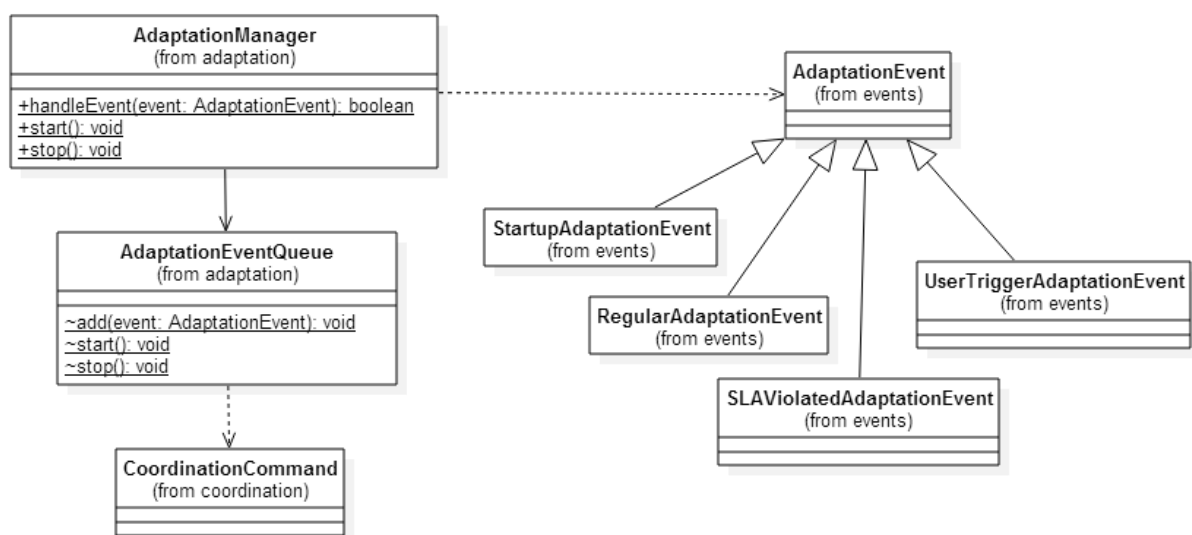 AdaptationManager
(from adaptation)
+handleEvent(event: AdaptationEvent): boolean
+start(): void
+stop(): void
AdaptationEvent
(from events)
AdaptationEventQueue
(from adaptation)
~add(event: AdaptationEvent): void
~start(): void
~stop(): void
StartupAdaptationEvent
(from events)
RegularAdaptationEvent
(from events)
UserTriggerAdaptationEvent
(from events)
SLAViolatedAdaptationEvent
(from events)
CoordinationCommand
(from coordination)